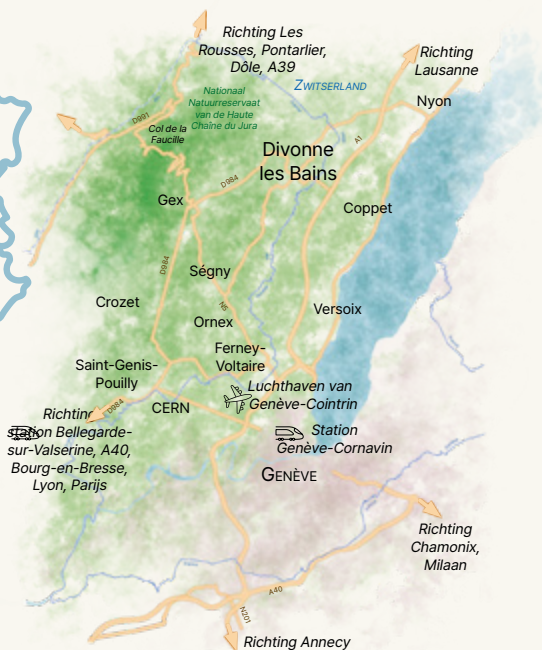 Richting Les
Rousses, Pontarlier,
Dôle, A39
Richting
Lausanne
ZWITSERLAND
Nationaal
Natuurreservaat
van de Haute
Chaîne du Jura
Nyon
D991
Col de la
Faucille
A1
Divonne
les Bains
D984
Gex
Coppet
D984
Ségny
Crozet
N5
Versoix
Ornex
Ferney-
Voltaire
Saint-Genis-
Pouilly
Luchthaven van
Genève-Cointrin
D984
CERN
Richting
station Bellegarde-
sur-Valserine, A40,
Bourg-en-Bresse,
Lyon, Parijs
Station
Genève-Cornavin
GENÈVE
Richting
Chamonix,
Milaan
A40
N201
Richting Annecy